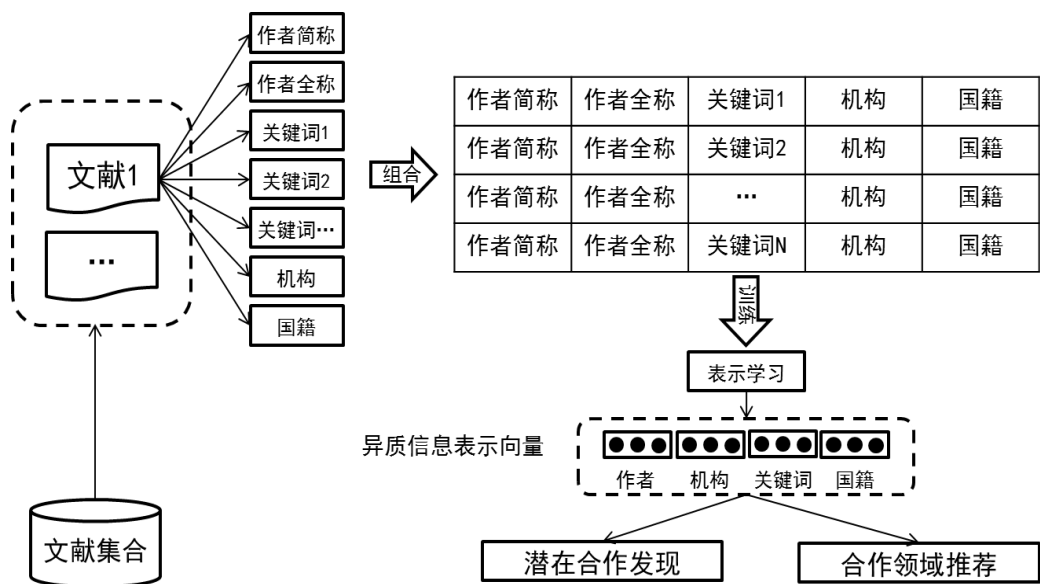 作者简称
作者全称
关键词1
关键词2
关键词…
机构
国籍
文献1
…
文献集合
组合
作者简称 作者全称 关键词1 机构 国籍
作者简称 作者全称 关键词2 机构 国籍
作者简称 作者全称 … 机构 国籍
作者简称 作者全称 关键词N 机构 国籍
训练
表示学习
异质信息表示向量
作者 机构 关键词 国籍
潜在合作发现
合作领域推荐